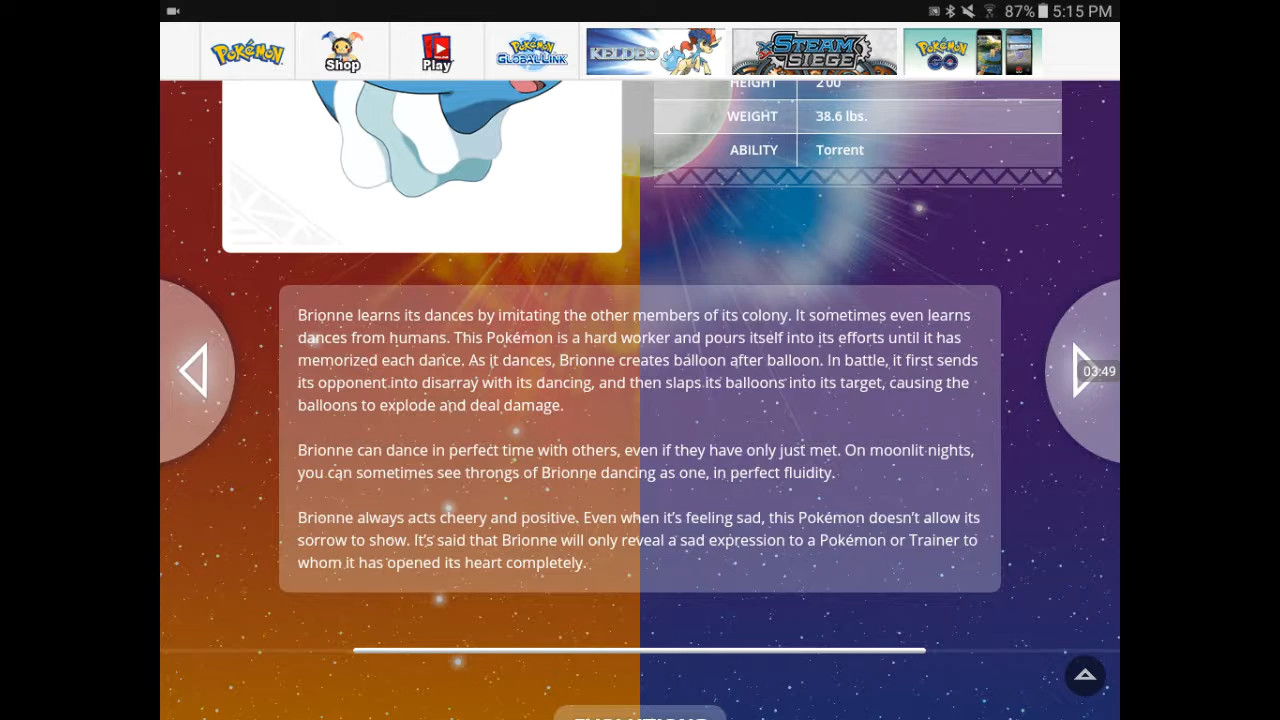 87% 5:15 PM
Pokémon
Shop
Play
Pokémon
GlobalLink
KELDEO
STEAM
SIEGE
POKÉMON
GO
HEIGHT 2'00
WEIGHT 38.6 lbs.
ABILITY Torrent
Brionne learns its dances by imitating the other members of its colony. It sometimes even learns
dances from humans. This Pokémon is a hard worker and pours itself into its efforts until it has
memorized each dance. As it dances, Brionne creates balloon after balloon. In battle, it first sends
its opponent into disarray with its dancing, and then slaps its balloons into its target, causing the
balloons to explode and deal damage.
03:49
Brionne can dance in perfect time with others, even if they have only just met. On moonlit nights,
you can sometimes see throngs of Brionne dancing as one, in perfect fluidity.
Brionne always acts cheery and positive. Even when it's feeling sad, this Pokémon doesn't allow its
sorrow to show. It's said that Brionne will only reveal a sad expression to a Pokémon or Trainer to
whom it has opened its heart completely.